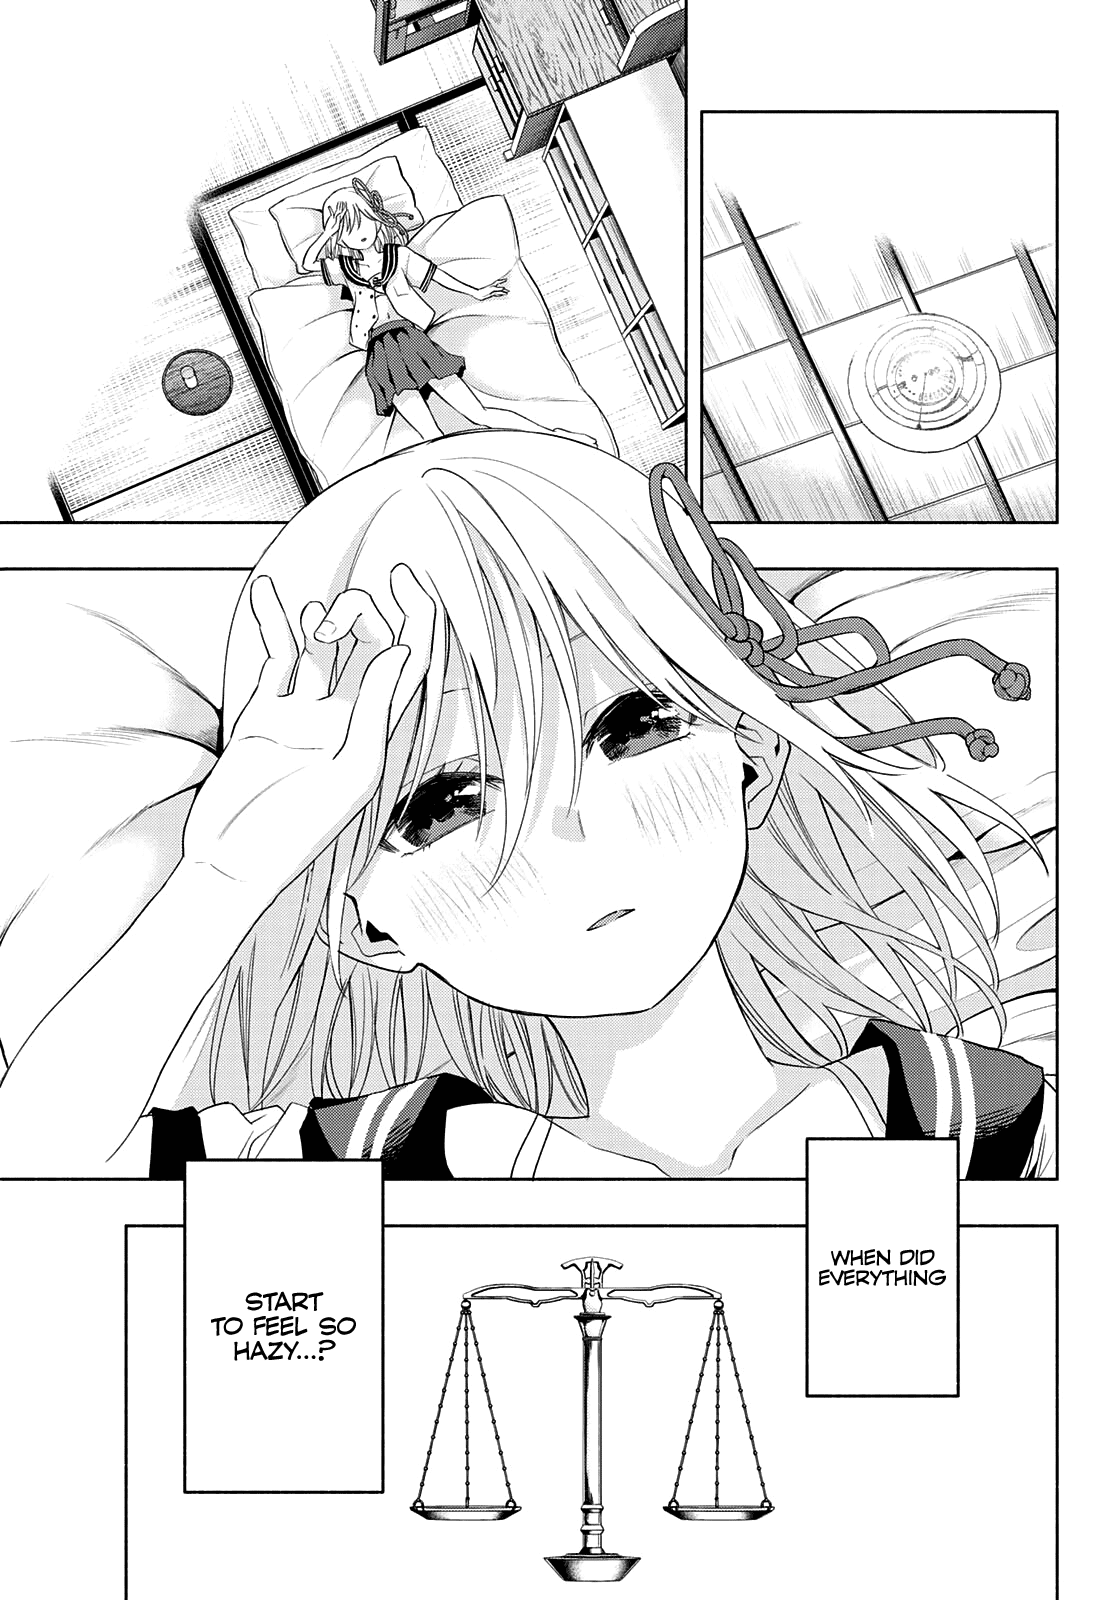 WHEN DID
EVERYTHING
START
TO FEEL SO
HAZY...?